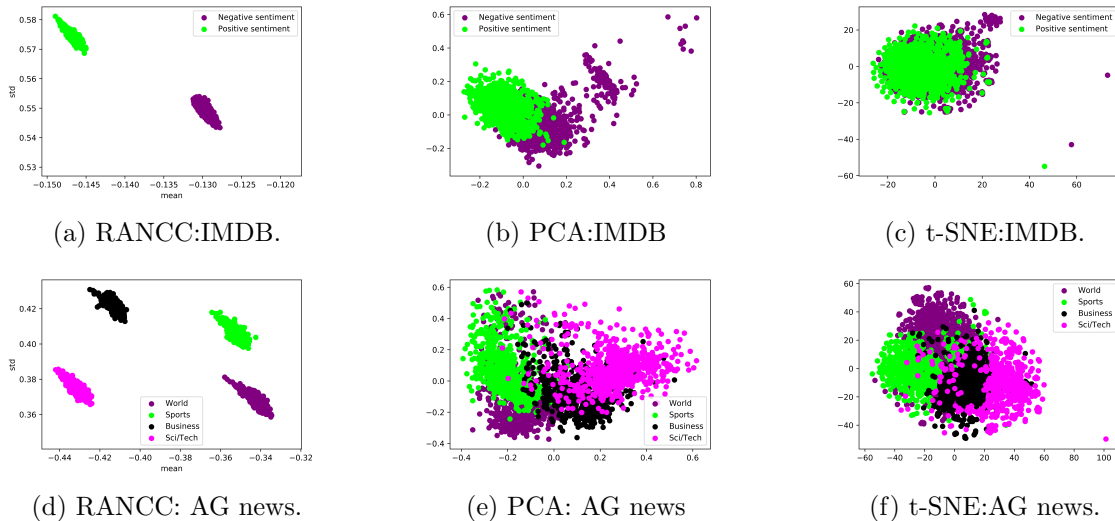 Negative sentiment
Positive sentiment
0.58
0.57
0.56
0.55
0.54
0.53
std
−0.150 −0.145 −0.140 −0.135 −0.130 −0.125 −0.120
mean
Negative sentiment
Positive sentiment
0.6
0.4
0.2
0.0
−0.2
−0.2 0.0 0.2 0.4 0.6 0.8
Negative sentiment
Positive sentiment
20
0
−20
−40
−60
−20 0 20 40 60
(a) RANCC:IMDB.
(b) PCA:IMDB
(c) t-SNE:IMDB.
0.42
0.40
0.38
0.36
std
World
Sports
Business
Sci/Tech
−0.44 −0.42 −0.40 −0.38 −0.36 −0.34 −0.32
mean
0.6
0.4
0.2
0.0
−0.2
−0.4
World
Sports
Business
Sci/Tech
−0.4 −0.2 0.0 0.2 0.4 0.6
World
Sports
Business
Sci/Tech
60
40
20
0
−20
−40
−60 −40 −20 0 20 40 60 80 100
(d) RANCC: AG news.
(e) PCA: AG news
(f) t-SNE:AG news.